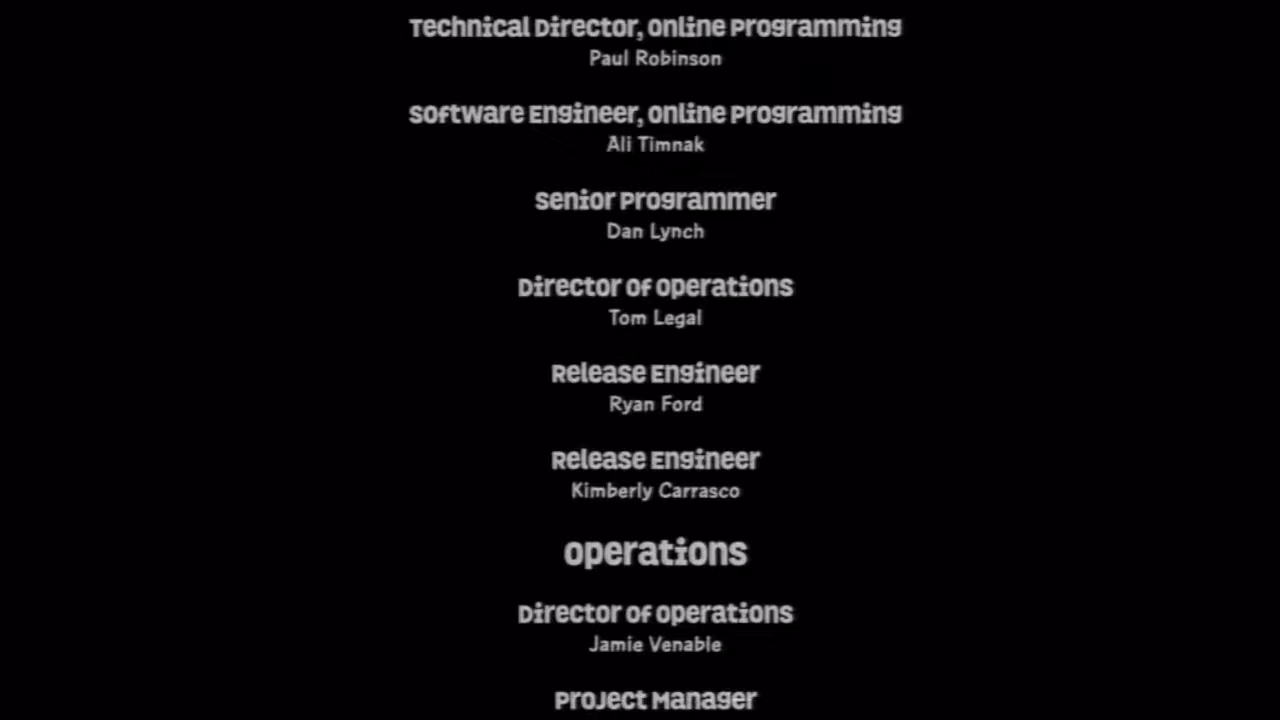 Technical Director, Online Programming
Paul Robinson
Software Engineer, Online Programming
Ali Timnak
Senior Programmer
Dan Lynch
Director of Operations
Tom Legal
Release Engineer
Ryan Ford
Release Engineer
Kimberly Carrasco
Operations
Director of Operations
Jamie Venable
Project Manager